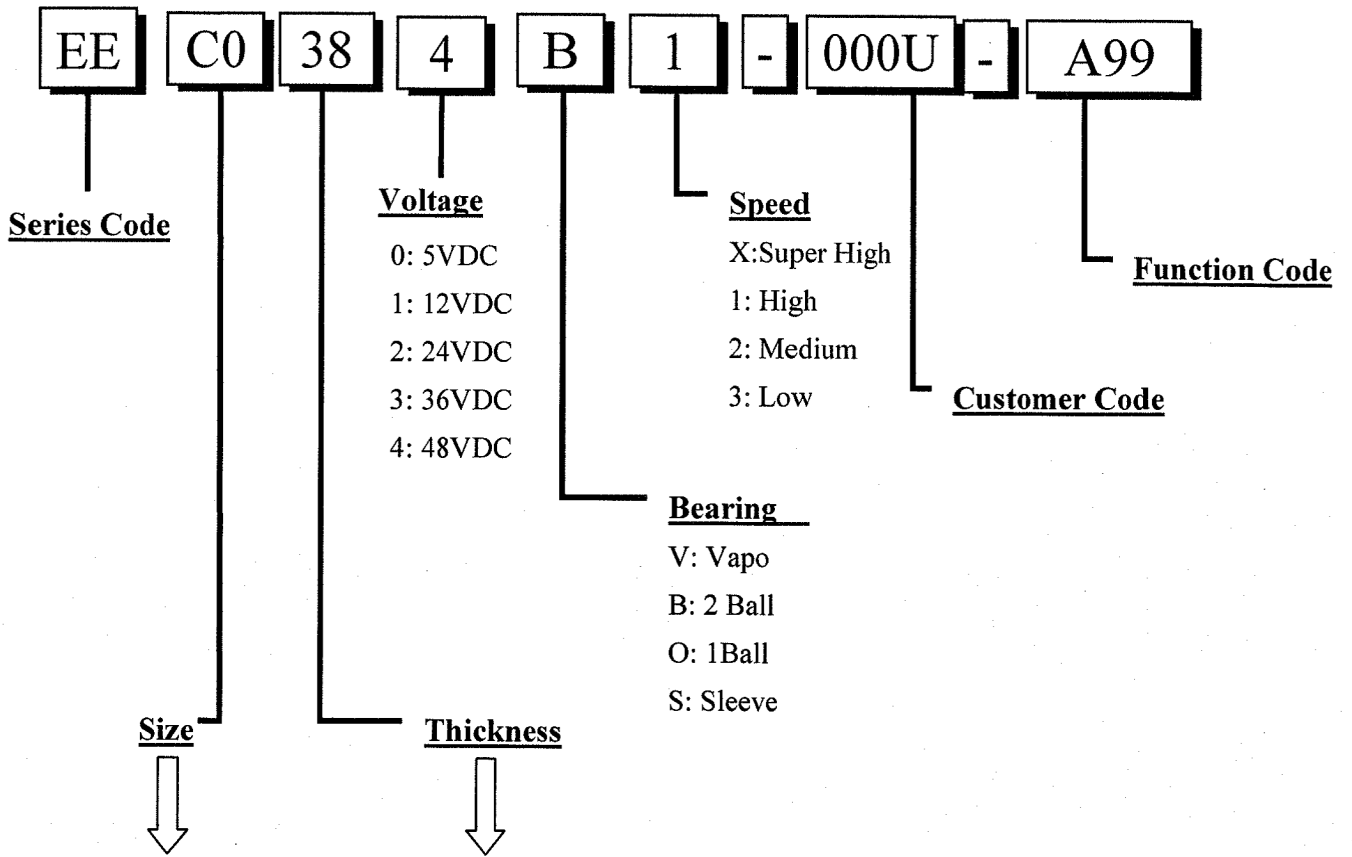 EE C0 38 4 B 1 - 000U - A99
Series Code
Voltage
0: 5VDC
1: 12VDC
2: 24VDC
3: 36VDC
4: 48VDC
Speed
X:Super High
1: High
2: Medium
3: Low
Function Code
Customer Code
Bearing
V: Vapo
B: 2 Ball
O: 1Ball
S: Sleeve
Size
Thickness